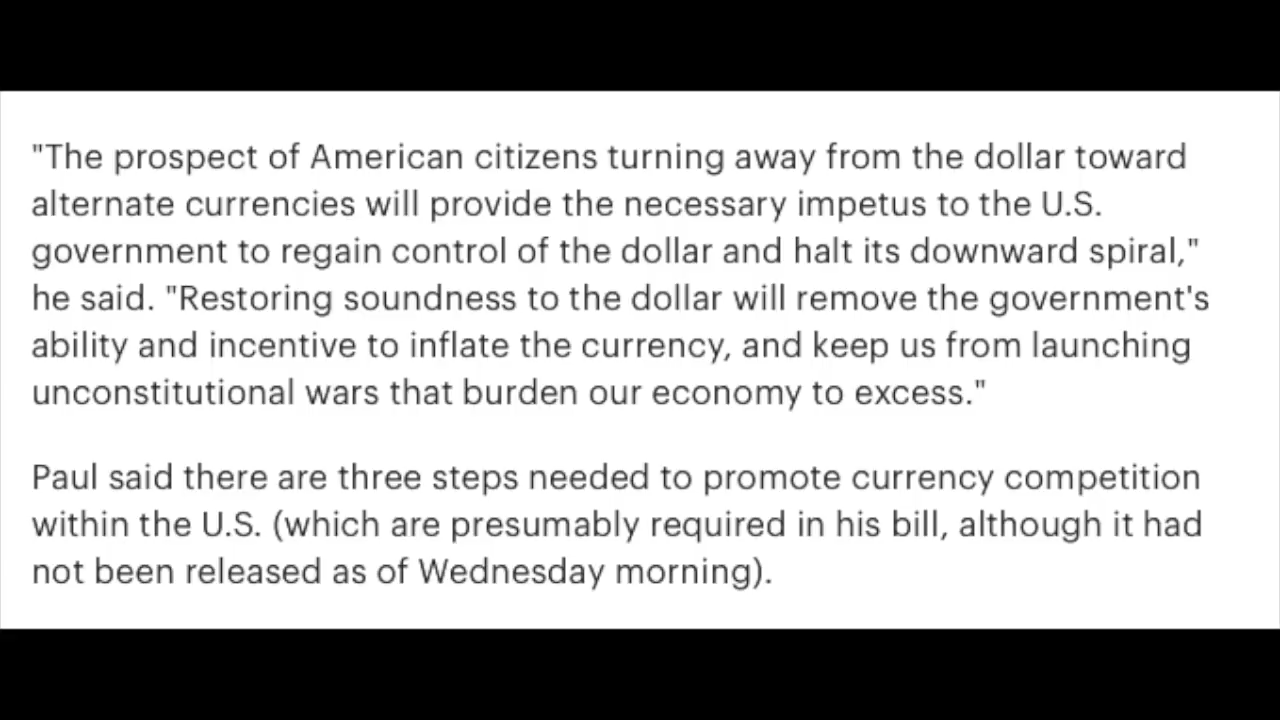 "The prospect of American citizens turning away from the dollar toward
alternate currencies will provide the necessary impetus to the U.S.
government to regain control of the dollar and halt its downward spiral,"
he said. "Restoring soundness to the dollar will remove the government's
ability and incentive to inflate the currency, and keep us from launching
unconstitutional wars that burden our economy to excess."
Paul said there are three steps needed to promote currency competition
within the U.S. (which are presumably required in his bill, although it had
not been released as of Wednesday morning).